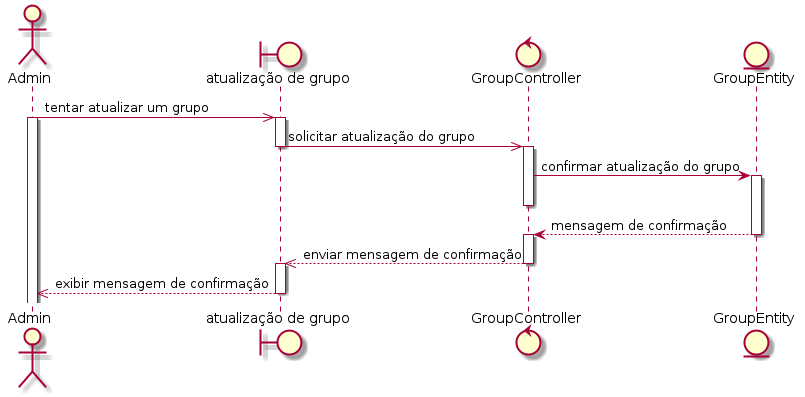 Admin
atualização de grupo
GroupController
GroupEntity
tentar atualizar um grupo
solicitar atualização do grupo
confirmar atualização do grupo
mensagem de confirmação
enviar mensagem de confirmação
exibir mensagem de confirmação
Admin
atualização de grupo
GroupController
GroupEntity